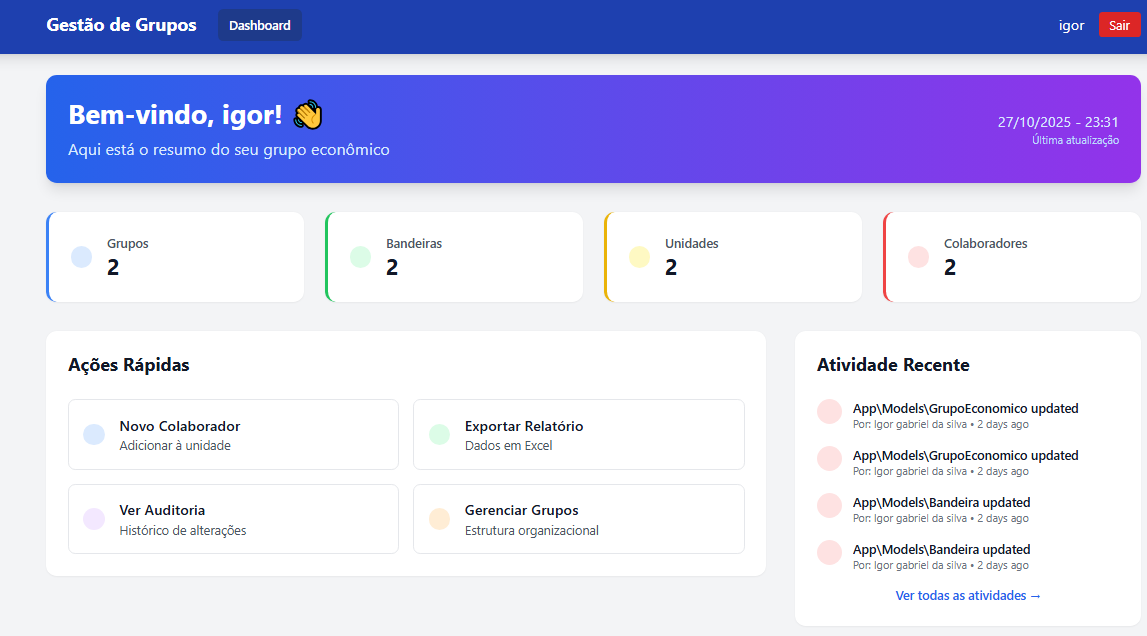 Gestão de Grupos
Dashboard
igor
Sair
Bem-vindo, igor! 👋
Aqui está o resumo do seu grupo econômico
27/10/2025 - 23:31
Última atualização
Grupos
2
Bandeiras
2
Unidades
2
Colaboradores
2
Ações Rápidas
Novo Colaborador
Adicionar à unidade
Exportar Relatório
Dados em Excel
Ver Auditoria
Histórico de alterações
Gerenciar Grupos
Estrutura organizacional
Atividade Recente
App\Models\GrupoEconomico updated
Por: Igor gabriel da silva • 2 days ago
App\Models\GrupoEconomico updated
Por: Igor gabriel da silva • 2 days ago
App\Models\Bandeira updated
Por: Igor gabriel da silva • 2 days ago
App\Models\Bandeira updated
Por: Igor gabriel da silva • 2 days ago
Ver todas as atividades →